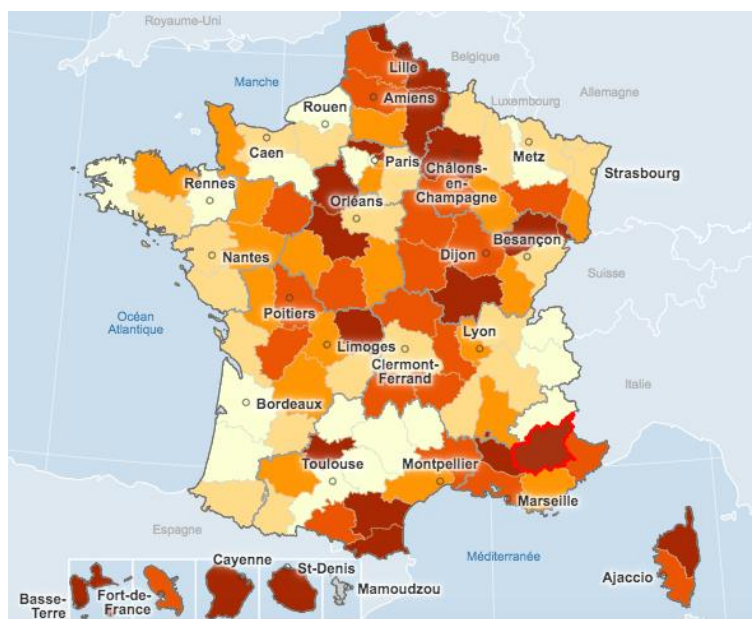 Royaume-Uni
Belgique
Lille
Manche
Allemagne
Amiens
Luxembourg
Rouen
Caen
Paris
Metz
Châlons-
en-
Champagne
Strasbourg
Rennes
Orléans
Besançon
Nantes
Dijon
Suisse
Océan
Atlantique
Poitiers
Limoges
Lyon
Clermont-
Ferrand
Italie
Bordeaux
Toulouse
Montpellier
Marseille
Espagne
Méditerranée
Ajaccio
Cayenne
St-Denis
Basse-
Terre
Fort-de-
France
Mamoudzou